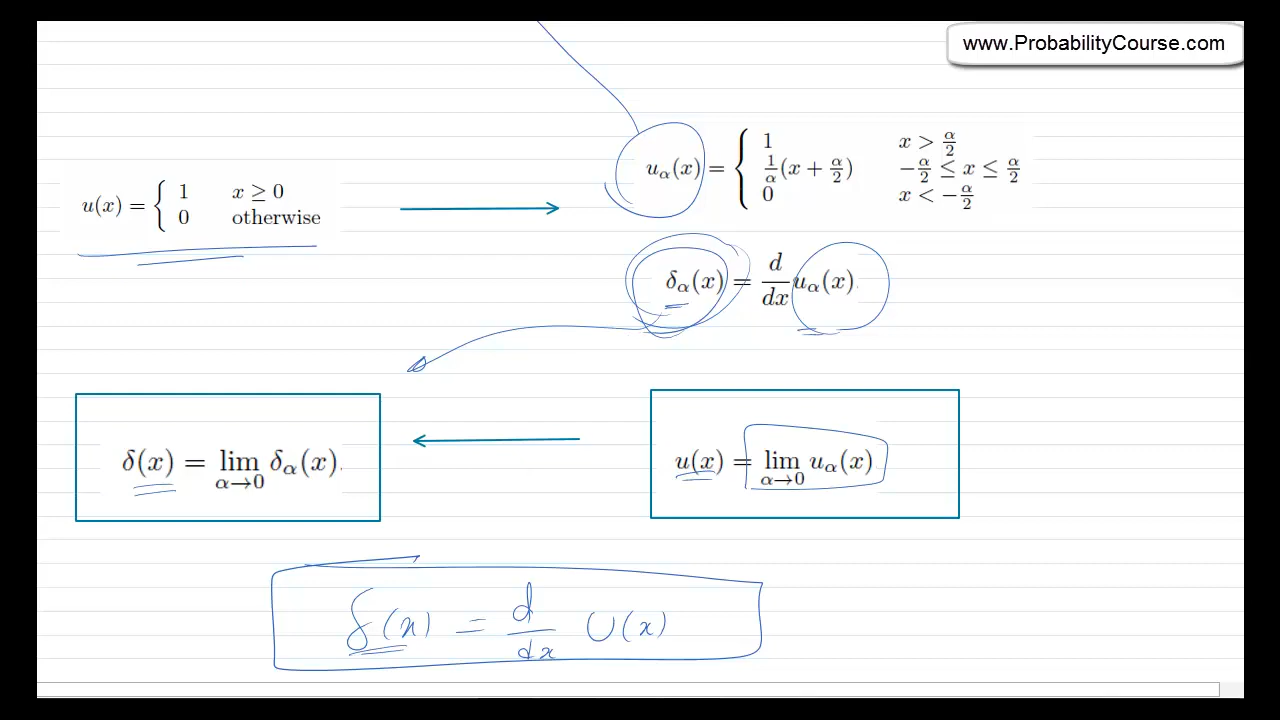 www.ProbabilityCourse.com
u(x) = { 1 x ≥ 0
0 otherwise
u_α(x) = { 1 x > α/2
1/α (x + α/2) −α/2 ≤ x ≤ α/2
0 x < −α/2
δ_α(x) = d/dx u_α(x).
δ(x) = lim_{α→0} δ_α(x).
u(x) = lim_{α→0} u_α(x)
δ(x) = d/dx U(x)